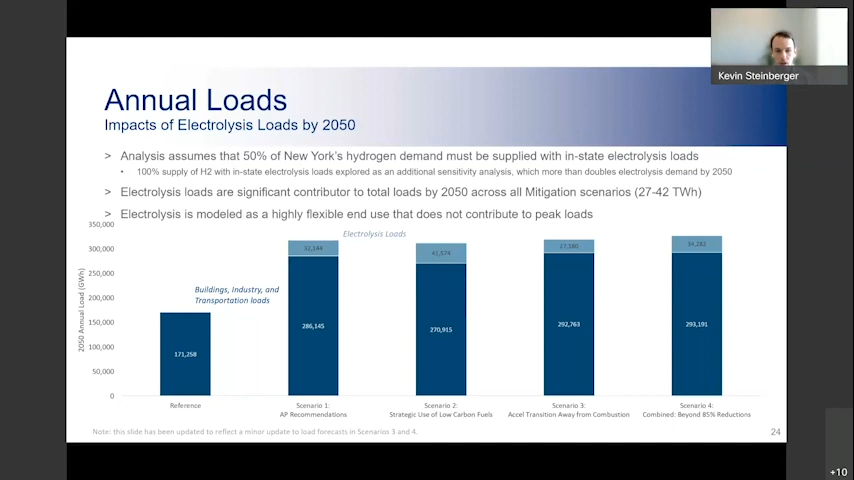 Kevin Steinberger
Annual Loads
Impacts of Electrolysis Loads by 2050
> Analysis assumes that 50% of New York's hydrogen demand must be supplied with in-state electrolysis loads
• 100% supply of H2 with in-state electrolysis loads explored as an additional sensitivity analysis, which more than doubles electrolysis demand by 2050
> Electrolysis loads are significant contributor to total loads by 2050 across all Mitigation scenarios (27-42 TWh)
> Electrolysis is modeled as a highly flexible end use that does not contribute to peak loads
2050 Annual Load (GWh)
350,000
300,000
250,000
200,000
150,000
100,000
50,000
0
Electrolysis Loads
Buildings, Industry, and
Transportation loads
32,144
27,180
34,282
171,258
286,145
270,915
292,763
293,191
Reference
Scenario 1:
AP Recommendations
Scenario 2:
Strategic Use of Low Carbon Fuels
Scenario 3:
Accel Transition Away from Combustion
Scenario 4:
Combined: Beyond 85% Reductions
Note: this slide has been updated to reflect a minor update to load forecasts in Scenarios 3 and 4.
24
+10